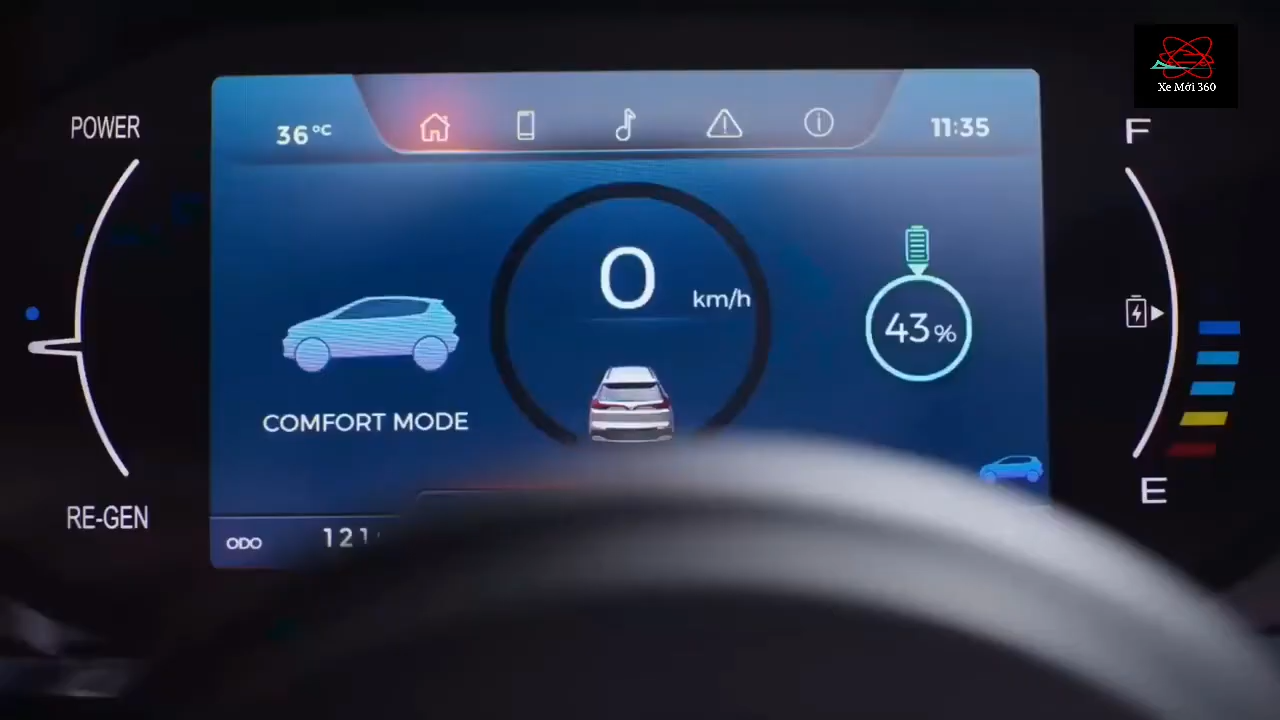 Xe Mới 360
POWER
36°C
11:35
F
0
km/h
43%
COMFORT MODE
E
RE-GEN
ODO